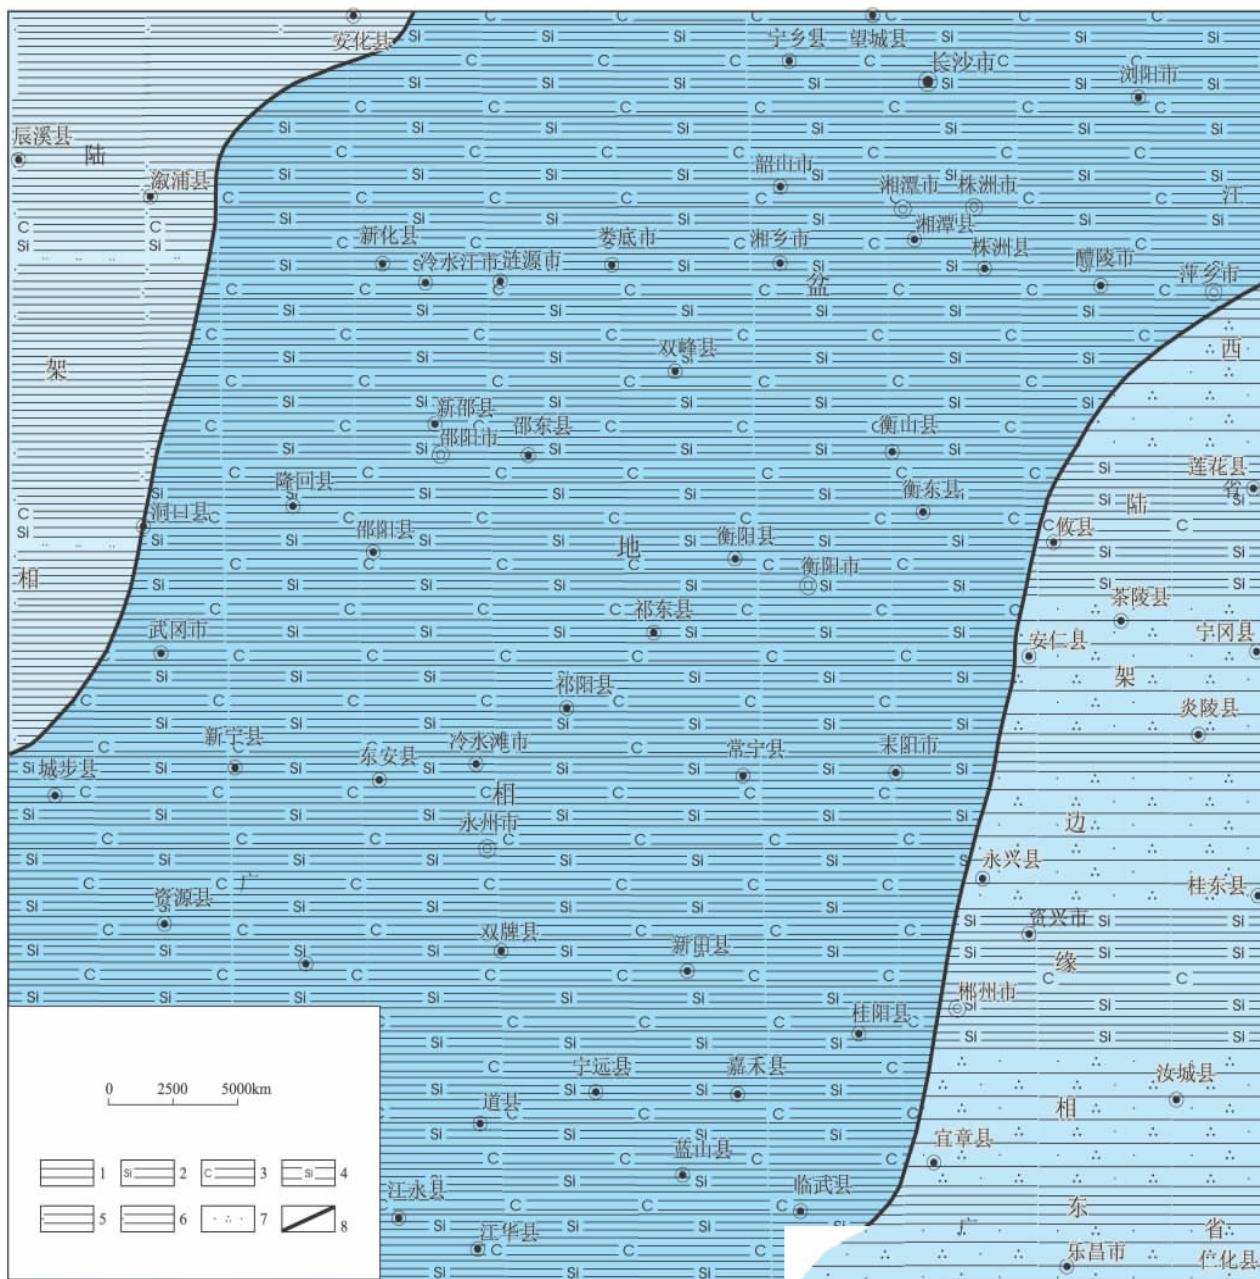 安化县
宁乡县
望城县
长沙市
浏阳市
辰溪县
陆
溆浦县
韶山市
湘潭市
株洲市
江
新化县
冷水江市
涟源市
娄底市
湘乡市
湘潭县
株洲县
醴陵市
萍乡市
盆
架
双峰县
西
新邵县
邵阳市
邵东县
衡山县
莲花县
省
隆回县
洞口县
衡东县
陆
攸县
邵阳县
地
衡阳县
衡阳市
相
茶陵县
祁东县
武冈市
安仁县
宁冈县
架
祁阳县
炎陵县
新宁县
东安县
冷水滩市
常宁县
耒阳市
城步县
相
边
永州市
永兴县
广
桂东县
资源县
资兴市
双牌县
新田县
缘
郴州市
桂阳县
宁远县
嘉禾县
汝城县
道县
相
宜章县
蓝山县
江永县
临武县
东
江华县
广
省
乐昌市
仁化县
0 2500 5000km
1
Si 2
C 3
Si 4
5
6
7
8